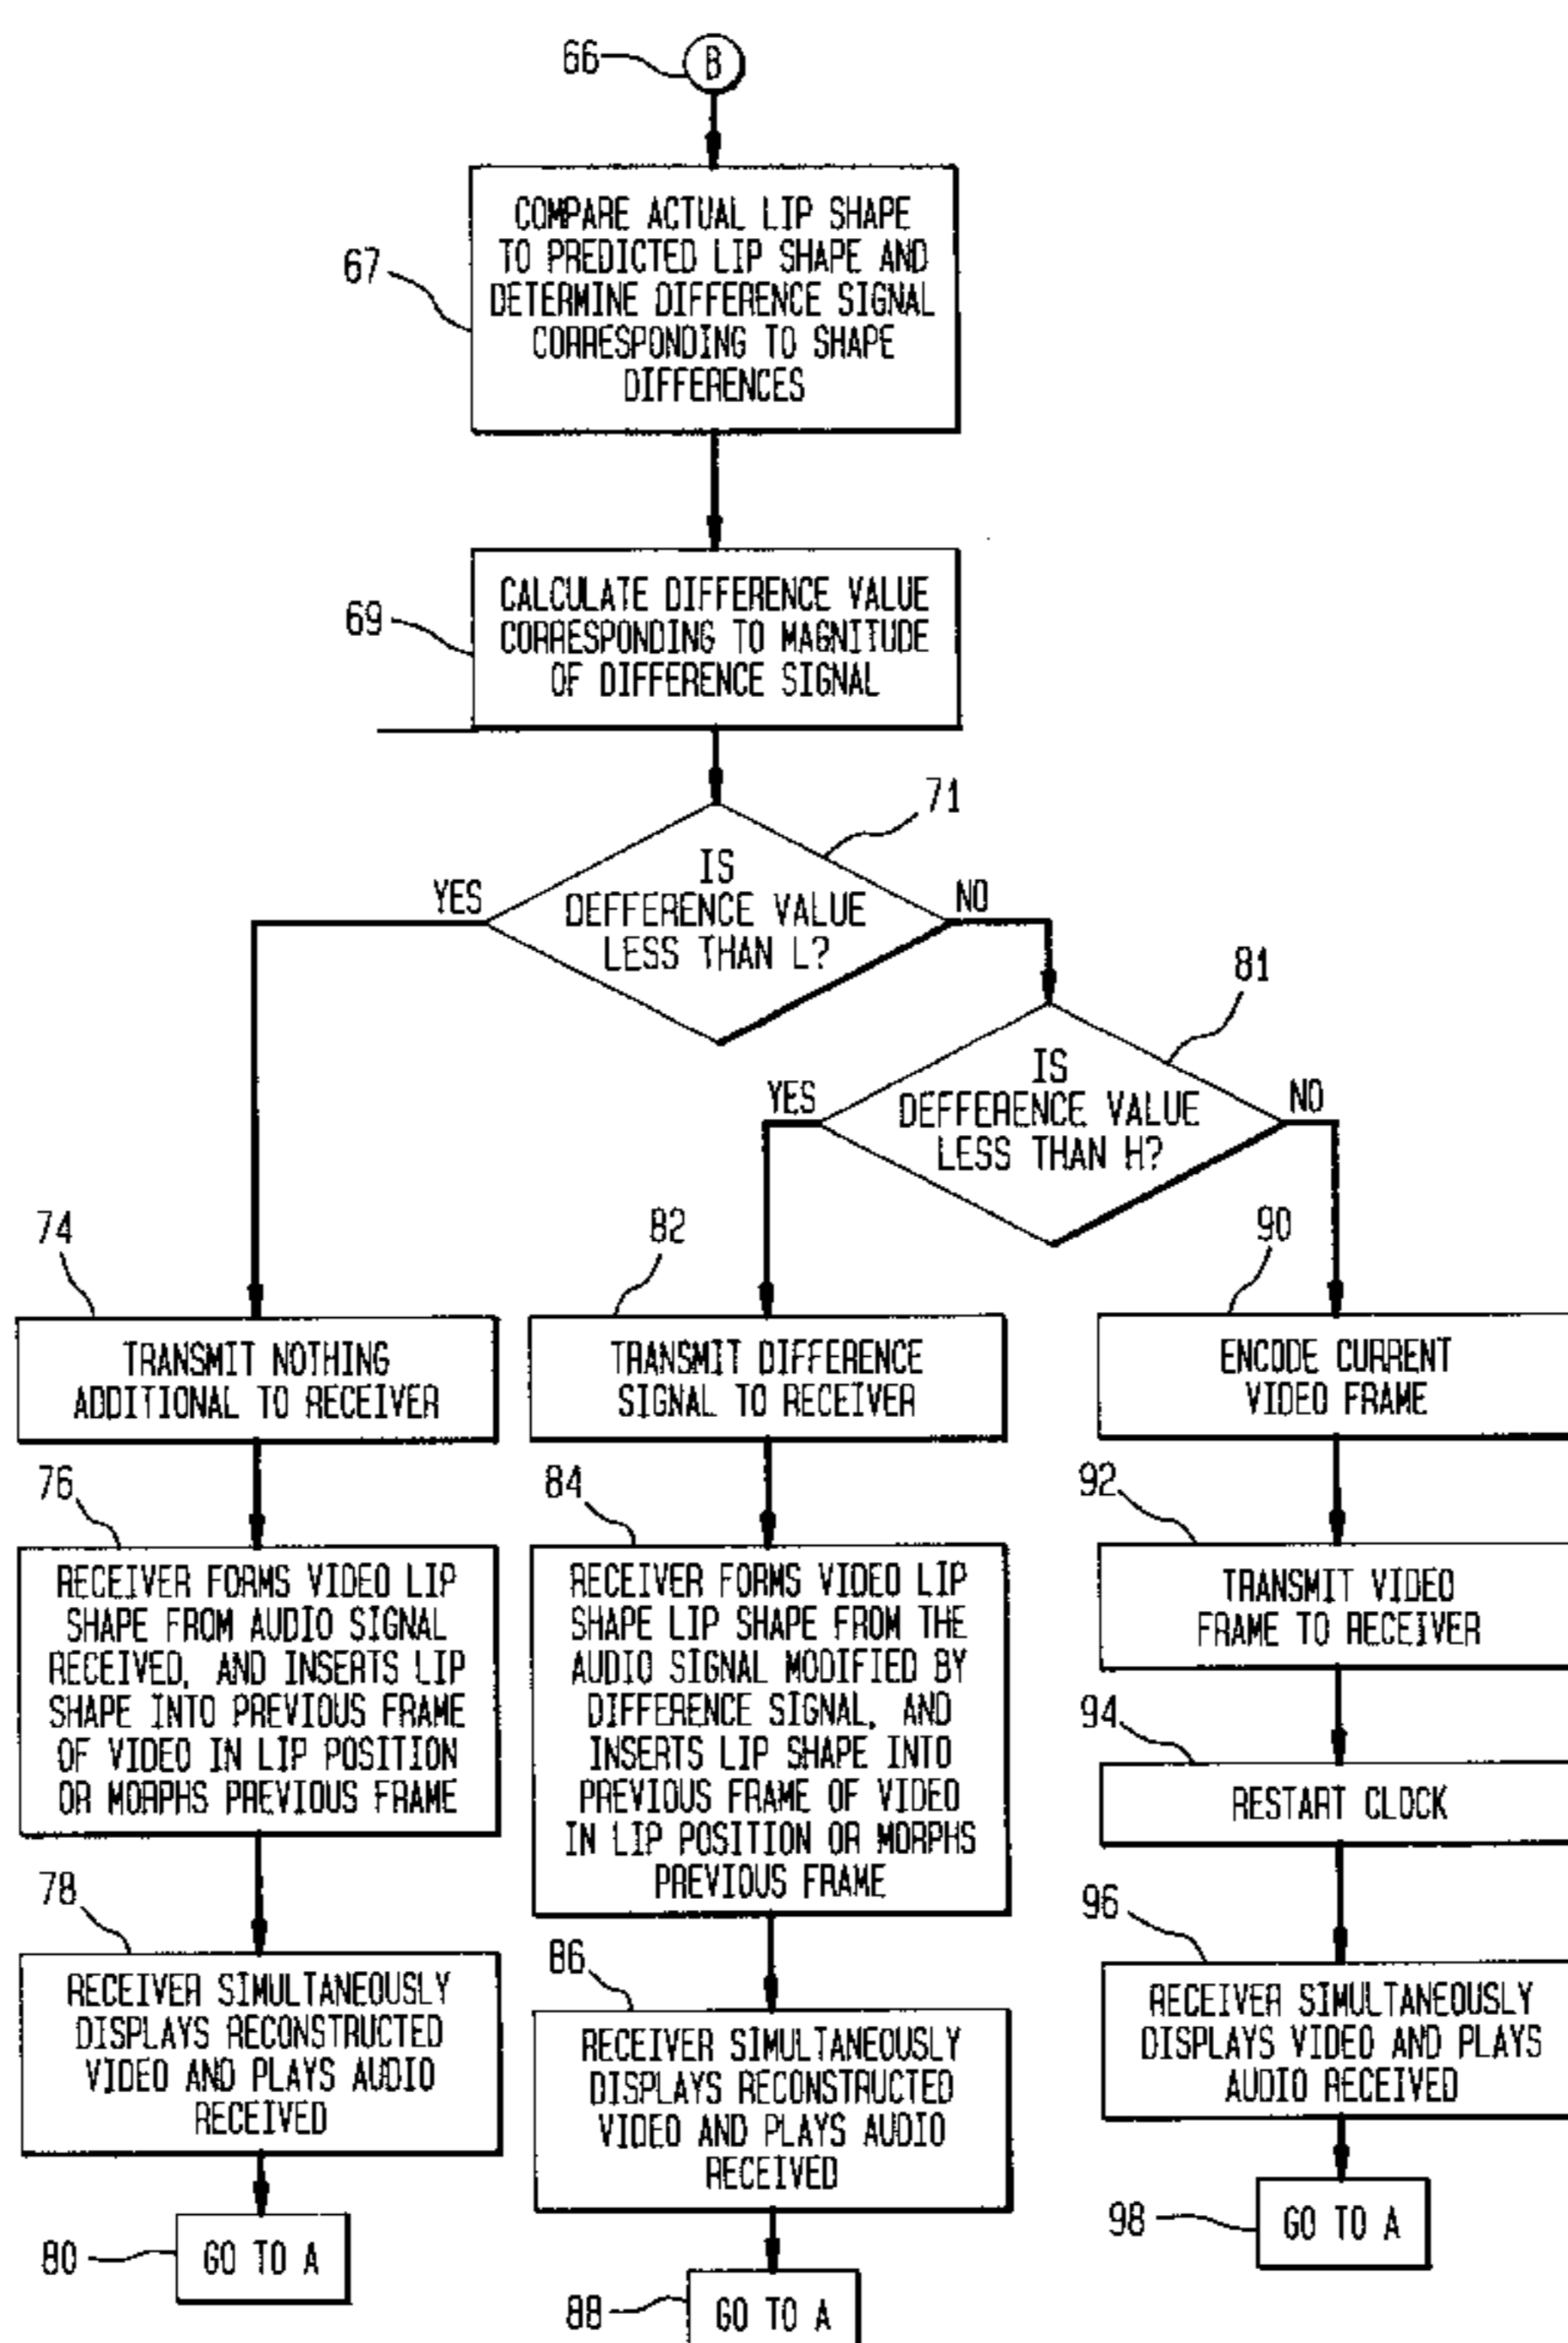 66
B
67
COMPARE ACTUAL LIP SHAPE
TO PREDICTED LIP SHAPE AND
DETERMINE DIFFERENCE SIGNAL
CORRESPONDING TO SHAPE
DIFFERENCES
69
CALCULATE DIFFERENCE VALUE
CORRESPONDING TO MAGNITUDE
OF DIFFERENCE SIGNAL
71
IS
DEFFERENCE VALUE
LESS THAN L?
YES
NO
81
IS
DEFFERENCE VALUE
LESS THAN H?
YES
NO
74
TRANSMIT NOTHING
ADDITIONAL TO RECEIVER
76
RECEIVER FORMS VIDEO LIP
SHAPE FROM AUDIO SIGNAL
RECEIVED, AND INSERTS LIP
SHAPE INTO PREVIOUS FRAME
OF VIDEO IN LIP POSITION
OR MORPHS PREVIOUS FRAME
78
RECEIVER SIMULTANEOUSLY
DISPLAYS RECONSTRUCTED
VIDEO AND PLAYS AUDIO
RECEIVED
80
GO TO A
82
TRANSMIT DIFFERENCE
SIGNAL TO RECEIVER
84
RECEIVER FORMS VIDEO LIP
SHAPE LIP SHAPE FROM THE
AUDIO SIGNAL MODIFIED BY
DIFFERENCE SIGNAL, AND
INSERTS LIP SHAPE INTO
PREVIOUS FRAME OF VIDEO
IN LIP POSITION OR MORPHS
PREVIOUS FRAME
86
RECEIVER SIMULTANEOUSLY
DISPLAYS RECONSTRUCTED
VIDEO AND PLAYS AUDIO
RECEIVED
88
GO TO A
90
ENCODE CURRENT
VIDEO FRAME
92
TRANSMIT VIDEO
FRAME TO RECEIVER
94
RESTART CLOCK
96
RECEIVER SIMULTANEOUSLY
DISPLAYS VIDEO AND PLAYS
AUDIO RECEIVED
98
GO TO A